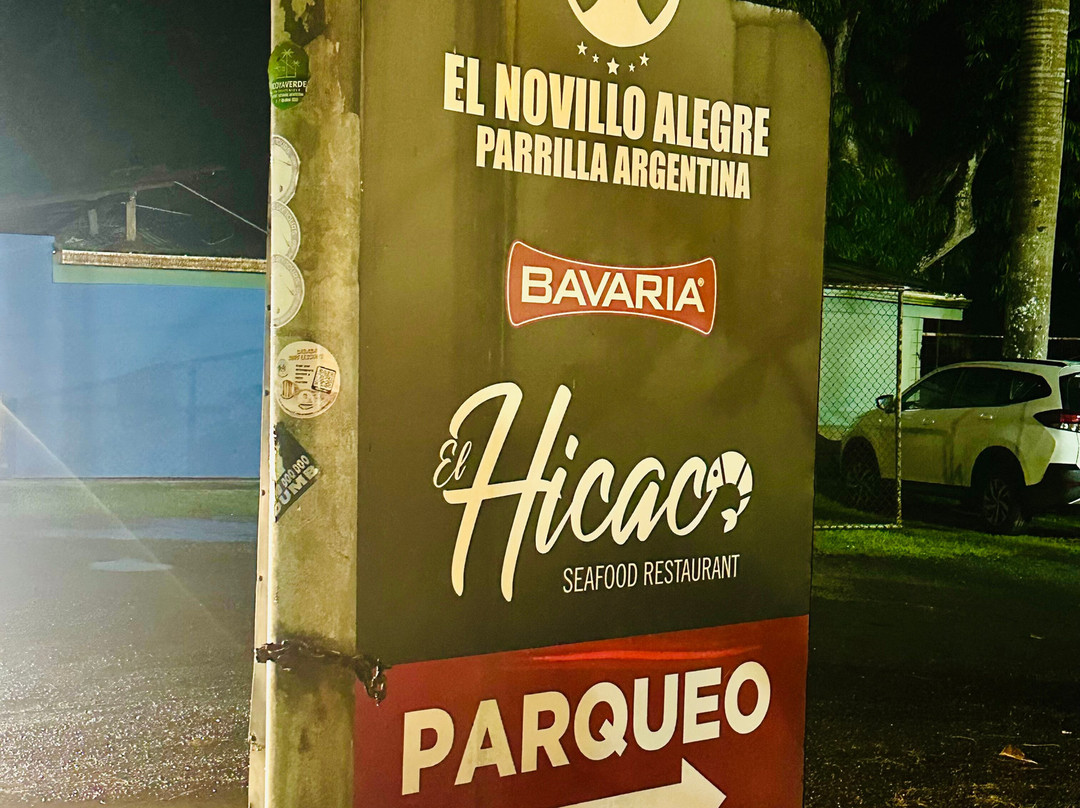 EL NOVILLO ALEGRE
PARRILLA ARGENTINA
BAVARIA
El Hicaco
SEAFOOD RESTAURANT
PARQUEO